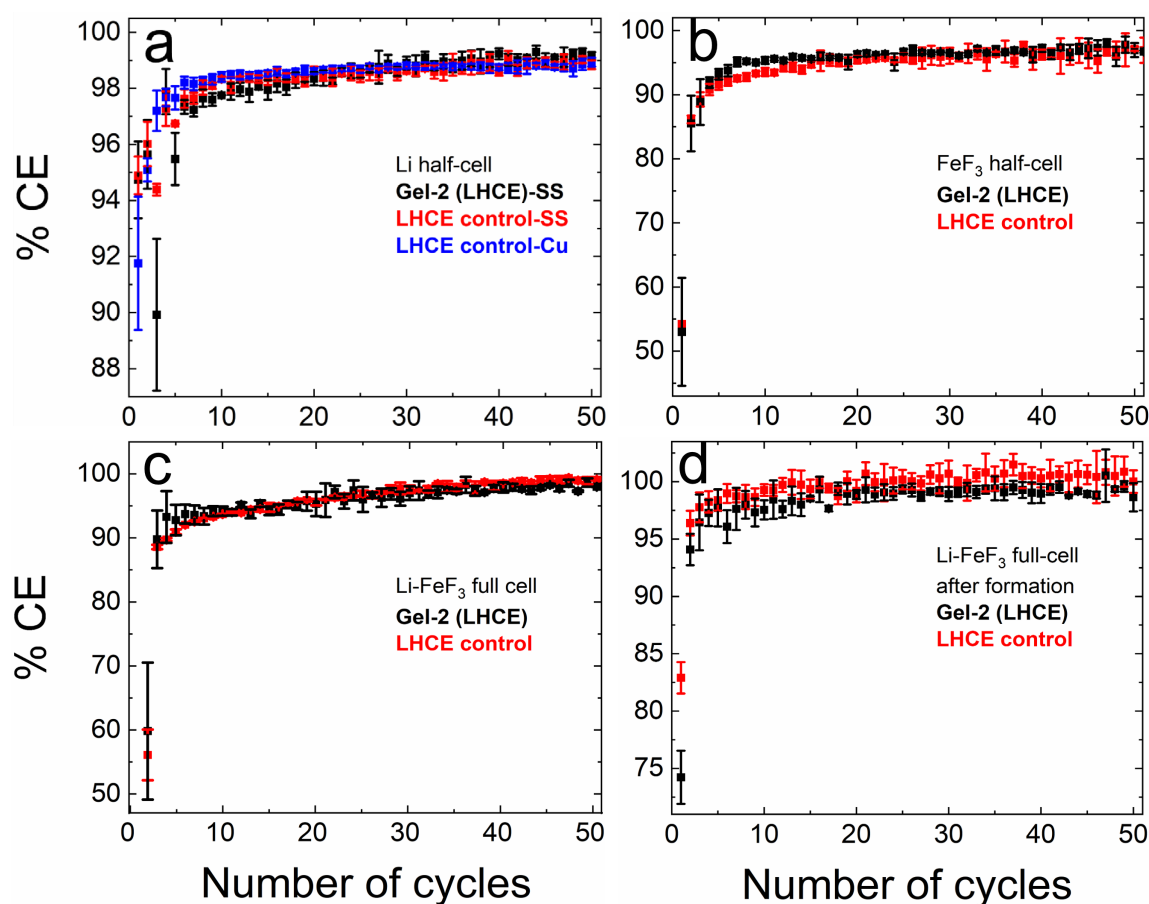 a
100
98
96
94
92
90
88
% CE
Li half-cell
Gel-2 (LHCE)-SS
LHCE control-SS
LHCE control-Cu
0 10 20 30 40 50
b
100
90
80
70
60
50
FeF3 half-cell
Gel-2 (LHCE)
LHCE control
0 10 20 30 40 50
c
100
90
80
70
60
50
% CE
Li-FeF3 full cell
Gel-2 (LHCE)
LHCE control
0 10 20 30 40 50
Number of cycles
d
100
95
90
85
80
75
Li-FeF3 full-cell
after formation
Gel-2 (LHCE)
LHCE control
0 10 20 30 40 50
Number of cycles